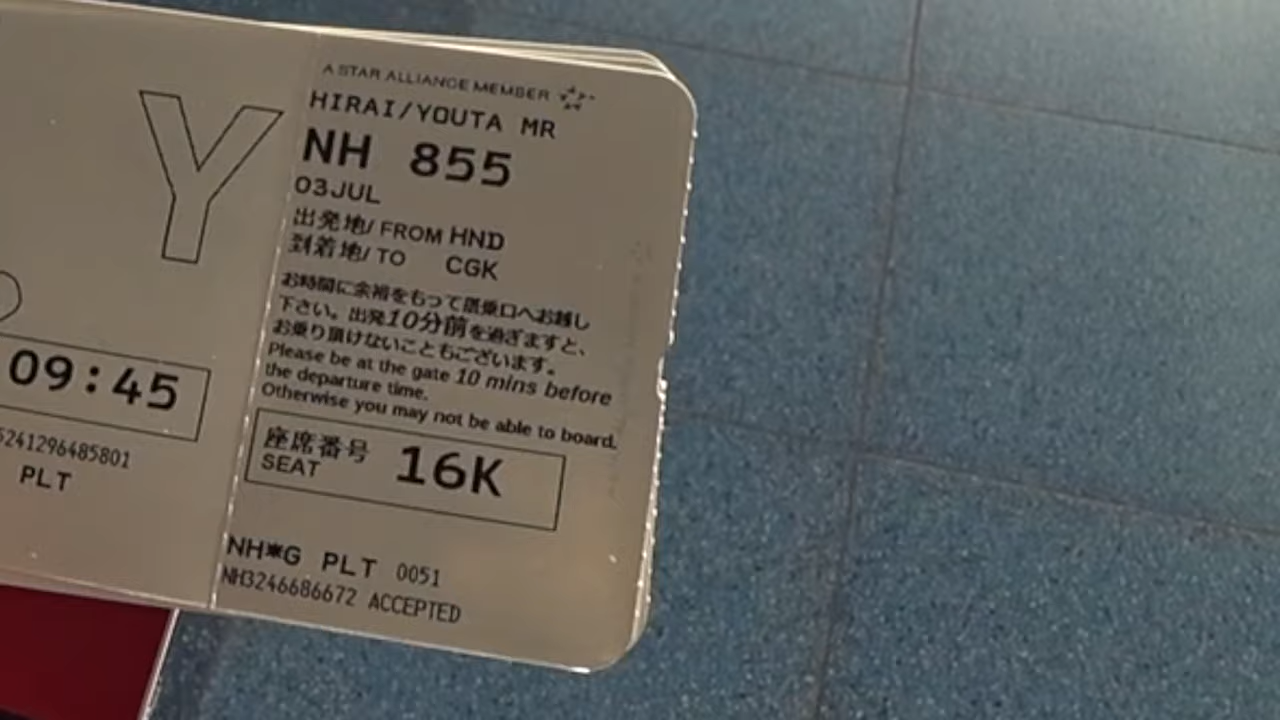 Y
09:45
5241296485801
PLT
A STAR ALLIANCE MEMBER
HIRAI/YOUTA MR
NH 855
03JUL
出発地/ FROM HND
到着地/ TO CGK
お時間に余裕をもって搭乗口へお越し
下さい。出発10分前を過ぎますと、
お乗り頂けないこともございます。
Please be at the gate 10 mins before
the departure time.
Otherwise you may not be able to board.
座席番号
SEAT
16K
NH*G PLT 0051
NH3246686672 ACCEPTED